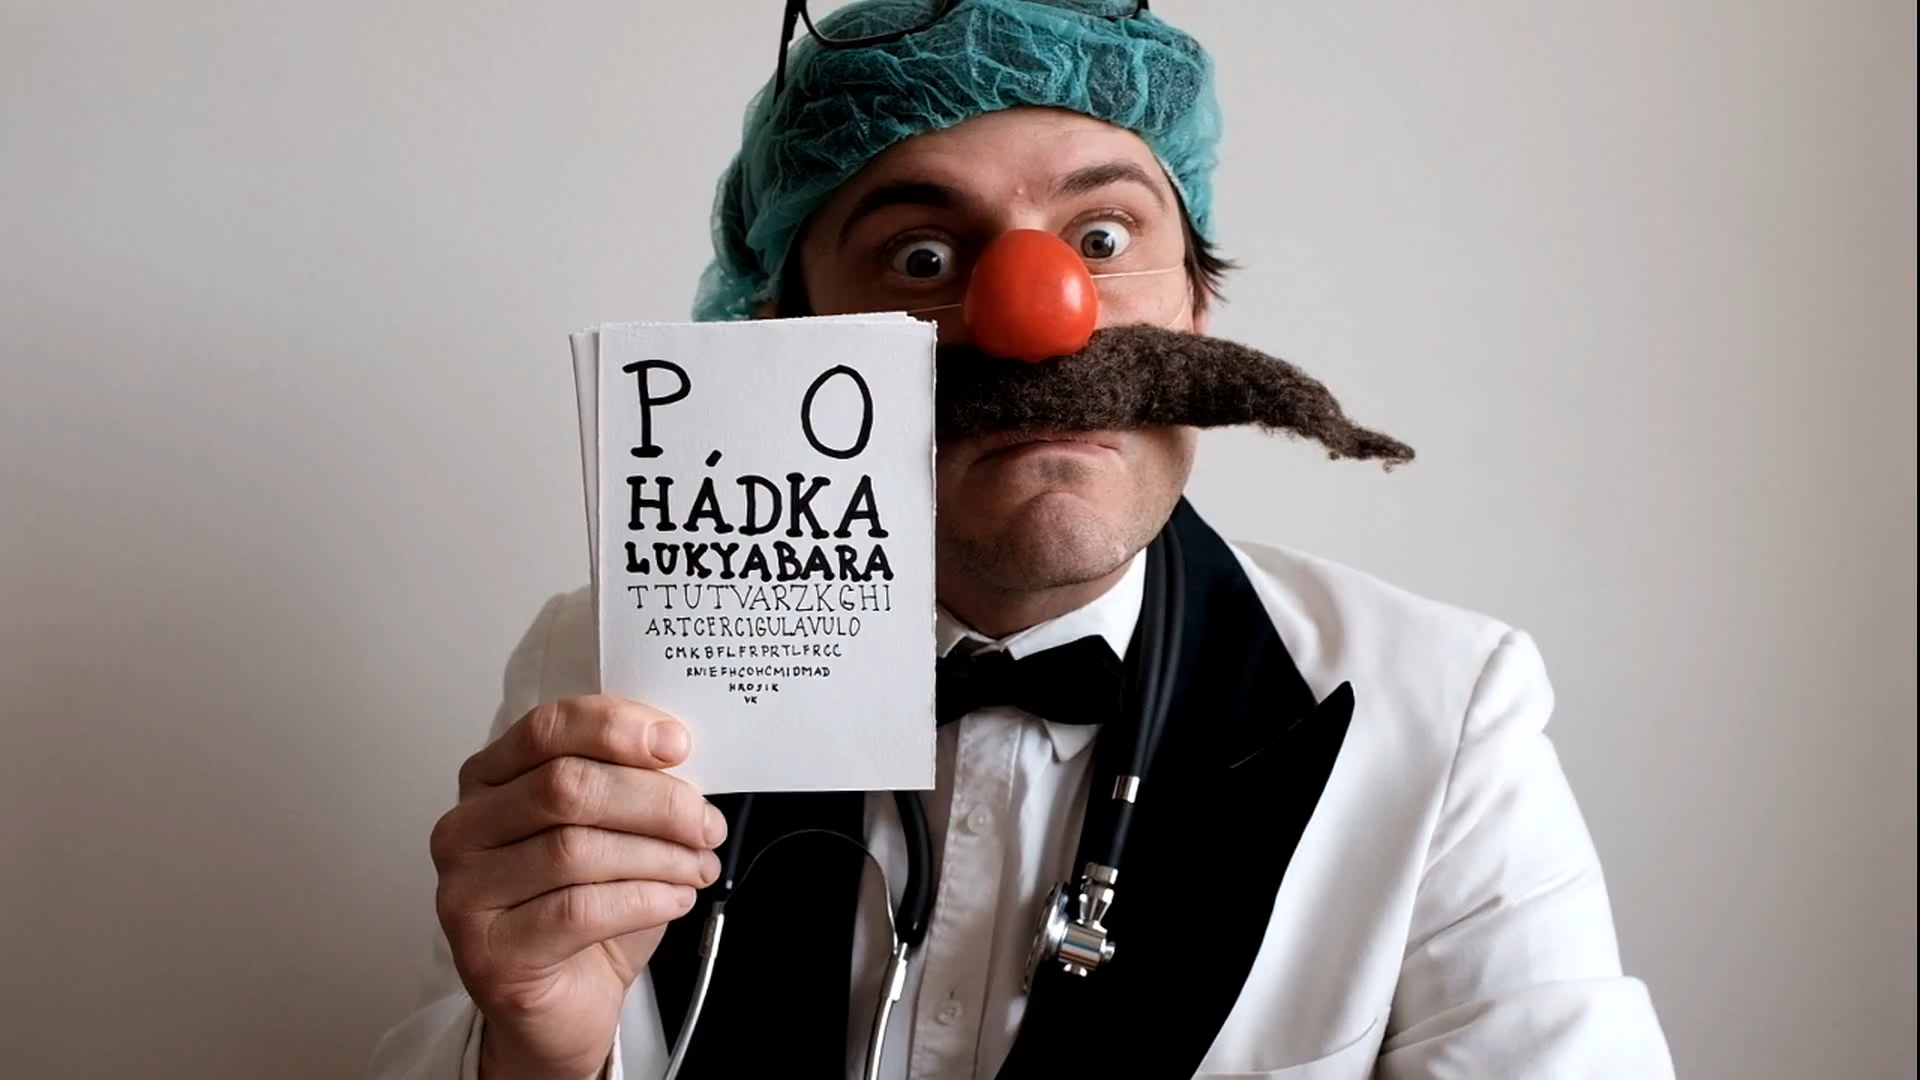 P O
HÁDKA
LUKYABARA
TTUTVARZKGHI
ARTCERCIGULAVULO
CMKBFLFRPRTLFRCC
RNIEFHCOHCMIDMAD
HROSIK
VK